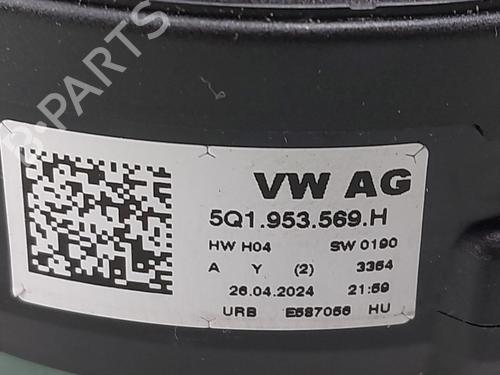 B-PARTS
VW AG
5Q1.953.569.H
HW H04 SW 0190
A Y (2) 3354
26.04.2024 21:59
URB E587056 HU